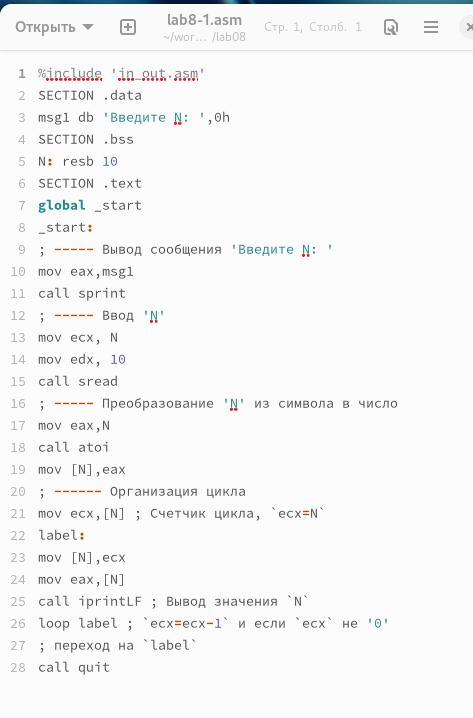 Открыть
lab8-1.asm
~/wor... /lab08
Стр. 1, Столб. 1
1 %include 'in_out.asm'
2 SECTION .data
3 msg1 db 'Введите N: ',0h
4 SECTION .bss
5 N: resb 10
6 SECTION .text
7 global _start
8 _start:
9 ; ----- Вывод сообщения 'Введите N: '
10 mov eax,msg1
11 call sprint
12 ; ----- Ввод 'N'
13 mov ecx, N
14 mov edx, 10
15 call sread
16 ; ----- Преобразование 'N' из символа в число
17 mov eax,N
18 call atoi
19 mov [N],eax
20 ; ------ Организация цикла
21 mov ecx,[N] ; Счетчик цикла, `ecx=N`
22 label:
23 mov [N],ecx
24 mov eax,[N]
25 call iprintLF ; Вывод значения `N`
26 loop label ; `ecx=ecx-1` и если `ecx` не '0'
27 ; переход на `label`
28 call quit